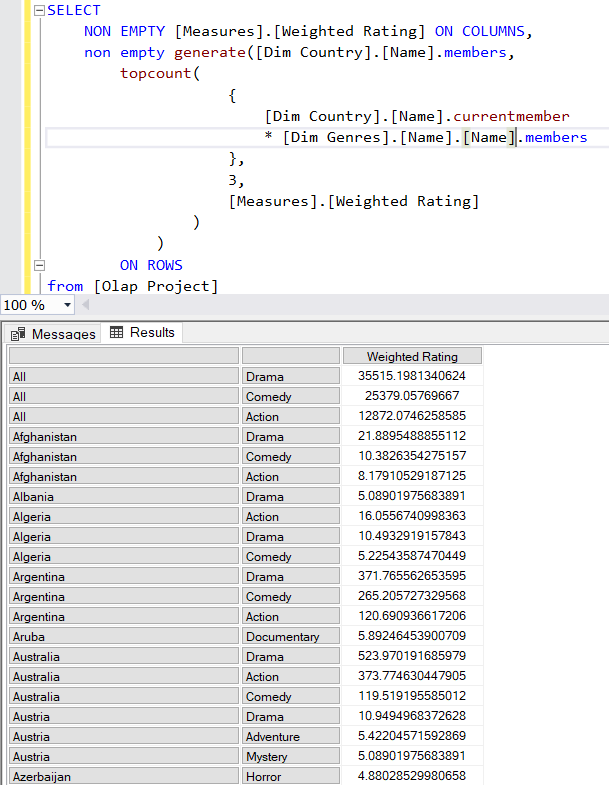 SELECT
NON EMPTY [Measures].[Weighted Rating] ON COLUMNS,
non empty generate([Dim Country].[Name].members,
topcount(
{
[Dim Country].[Name].currentmember
* [Dim Genres].[Name].[Name].members
},
3,
[Measures].[Weighted Rating]
)
)
ON ROWS
from [Olap Project]
100 %
Messages Results
Weighted Rating
All Drama 35515.1981340624
All Comedy 25379.05769667
All Action 12872.0746258585
Afghanistan Drama 21.8895488855112
Afghanistan Comedy 10.3826354275157
Afghanistan Action 8.17910529187125
Albania Drama 5.08901975683891
Algeria Action 16.0556740998363
Algeria Drama 10.4932919157843
Algeria Comedy 5.22543587470449
Argentina Drama 371.765562653595
Argentina Comedy 265.205727329568
Argentina Action 120.690936617206
Aruba Documentary 5.89246453900709
Australia Drama 523.970191685979
Australia Action 373.774630447905
Australia Comedy 119.519195585012
Austria Drama 10.9494968372628
Austria Adventure 5.42204571592869
Austria Mystery 5.08901975683891
Azerbaijan Horror 4.88028529980658